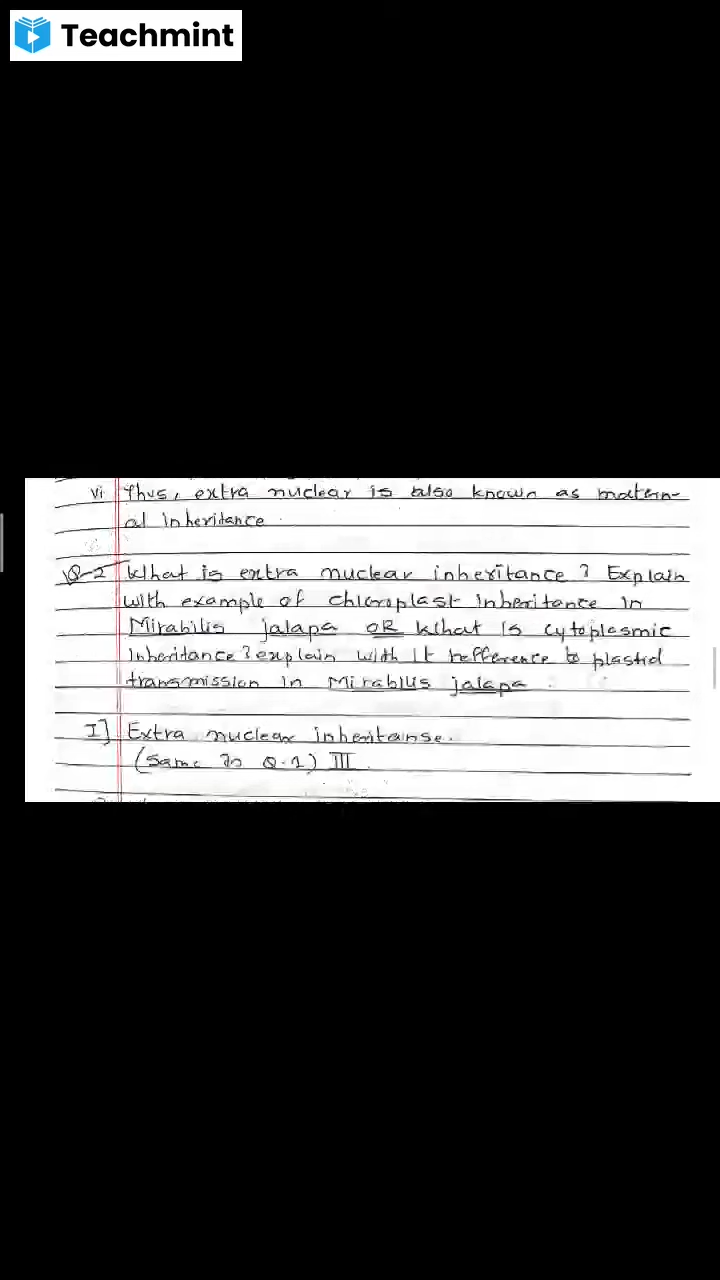 Teachmint
vi Thus, extra nuclear is also known as matern-
al inheritance.
Q-2 What is extra nuclear inheritance? Explain
with example of chloroplast inheritance in
Mirabilis jalapa OR What is cytoplasmic
inheritance? explain with it refference to plastid
transmission in Mirablis jalapa.
I] Extra nuclear inheritanse.
(same as Q.1) III